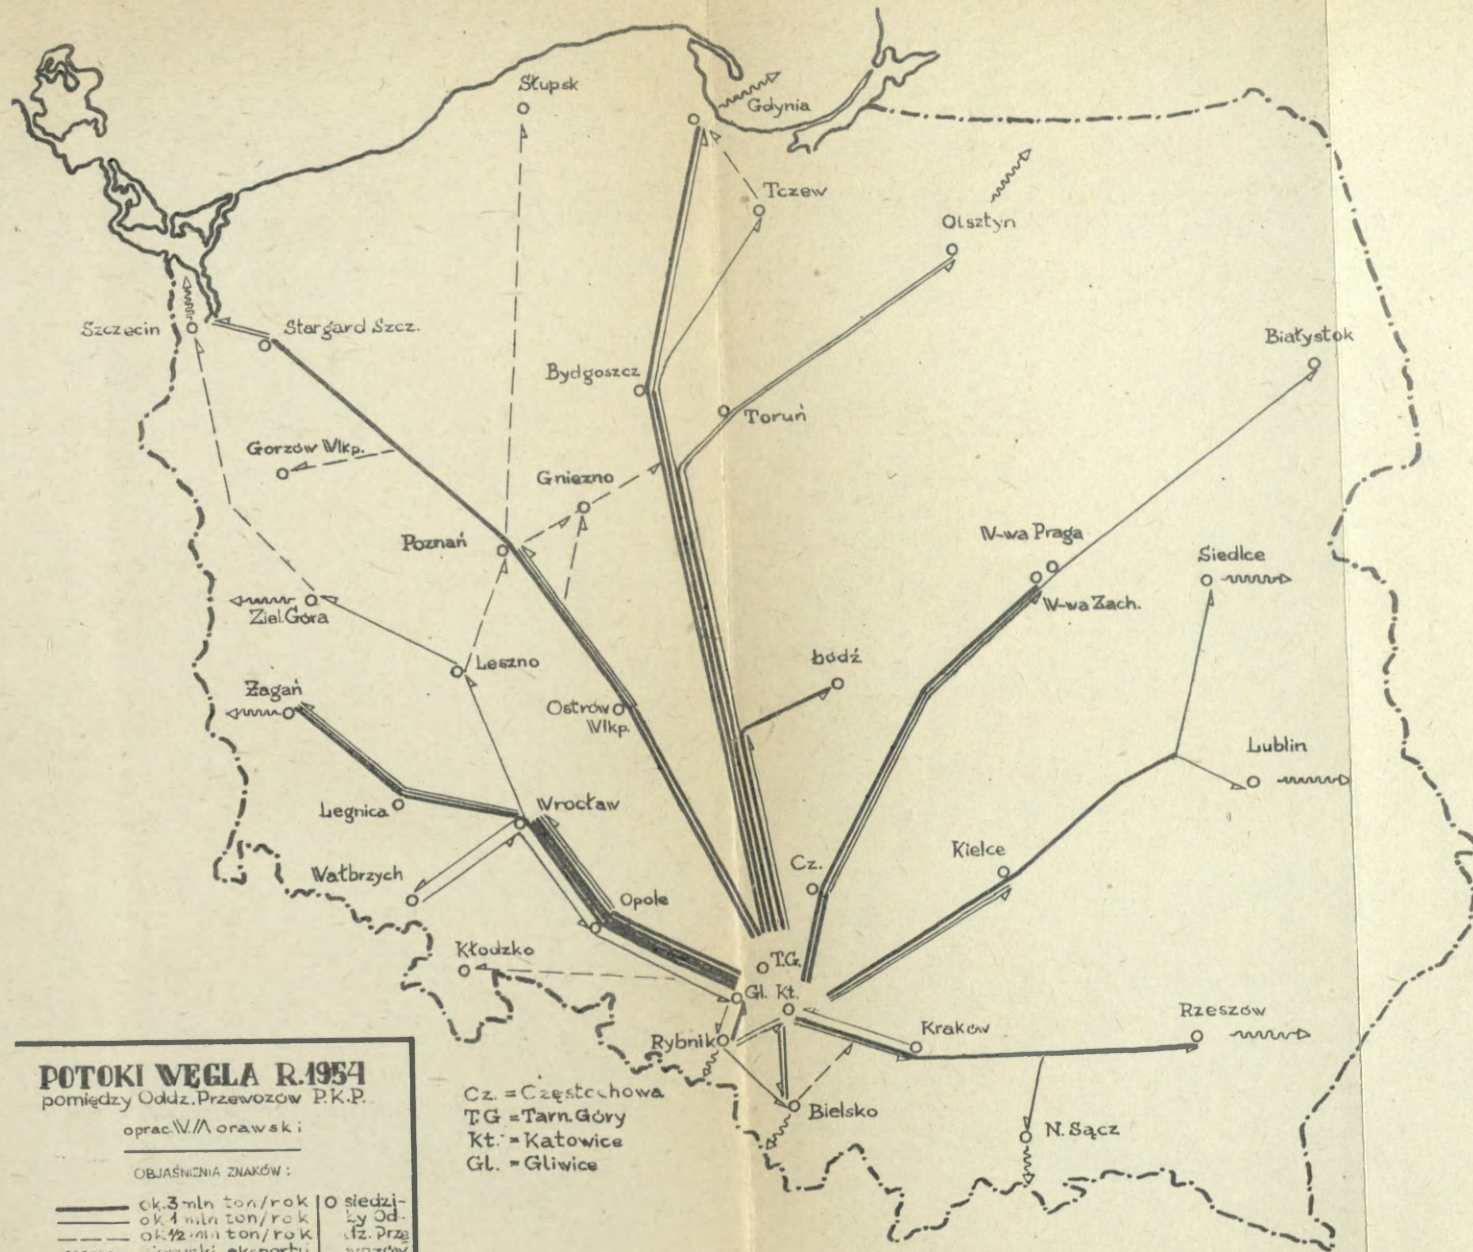 Słupsk
Gdynia
Tczew
Olsztyn
Szczecin
Stargard Szcz.
Białystok
Bydgoszcz
Toruń
Gorzów Wlkp.
Gniezno
Poznań
W-wa Praga
Siedlce
W-wa Zach.
Ziel.Góra
Leszno
Łódź
Żagań
Ostrów
Wlkp.
Lublin
Legnica
Wrocław
Cz.
Kielce
Wałbrzych
Opole
Kłodzko
T.G.
Gl. Kt.
Rzeszów
Rybnik
Kraków
Bielsko
N. Sącz
POTOKI WĘGLA R.1954
pomiędzy Oddz. Przewozów P.K.P.
oprac. W. Morawski
OBJAŚNIENIA ZNAKÓW:
ok. 3 mln ton/rok
ok 1 mln ton/rok
ok ½ mln ton/rok
eksportu
O siedzi-
by Od-
dz. Prze
wozów
Cz. = Częstochowa
T.G = Tarn. Góry
Kt. = Katowice
Gl. = Gliwice